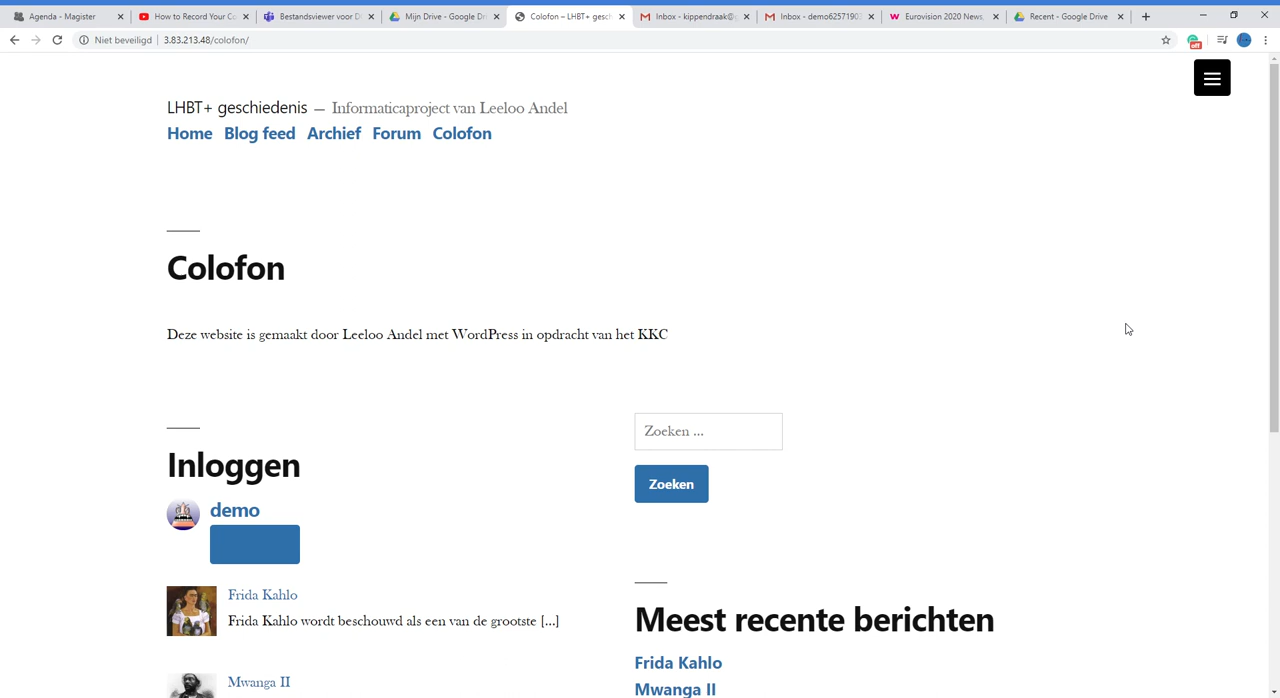 Agenda - Magister
How to Record Your Co
Bestandsviewer voor D
Mijn Drive - Google Dri
Colofon – LHBT+ gesch
Inbox - kippendraak@g
Inbox - demo6257190
Eurovision 2020 News,
Recent - Google Drive
Niet beveiligd | 3.83.213.48/colofon/
off
LHBT+ geschiedenis — Informaticaproject van Leeloo Andel
Home Blog feed Archief Forum Colofon
Colofon
Deze website is gemaakt door Leeloo Andel met WordPress in opdracht van het KKC
Inloggen
demo
Frida Kahlo
Frida Kahlo wordt beschouwd als een van de grootste [...]
Mwanga II
Zoeken ...
Zoeken
Meest recente berichten
Frida Kahlo
Mwanga II